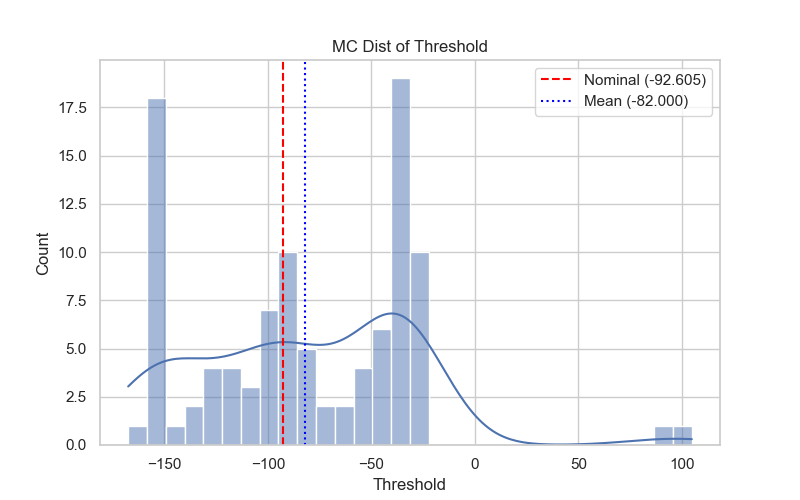 MC Dist of Threshold
Nominal (-92.605)
Mean (-82.000)
17.5
15.0
12.5
10.0
7.5
5.0
2.5
0.0
Count
−150
−100
−50
0
50
100
Threshold